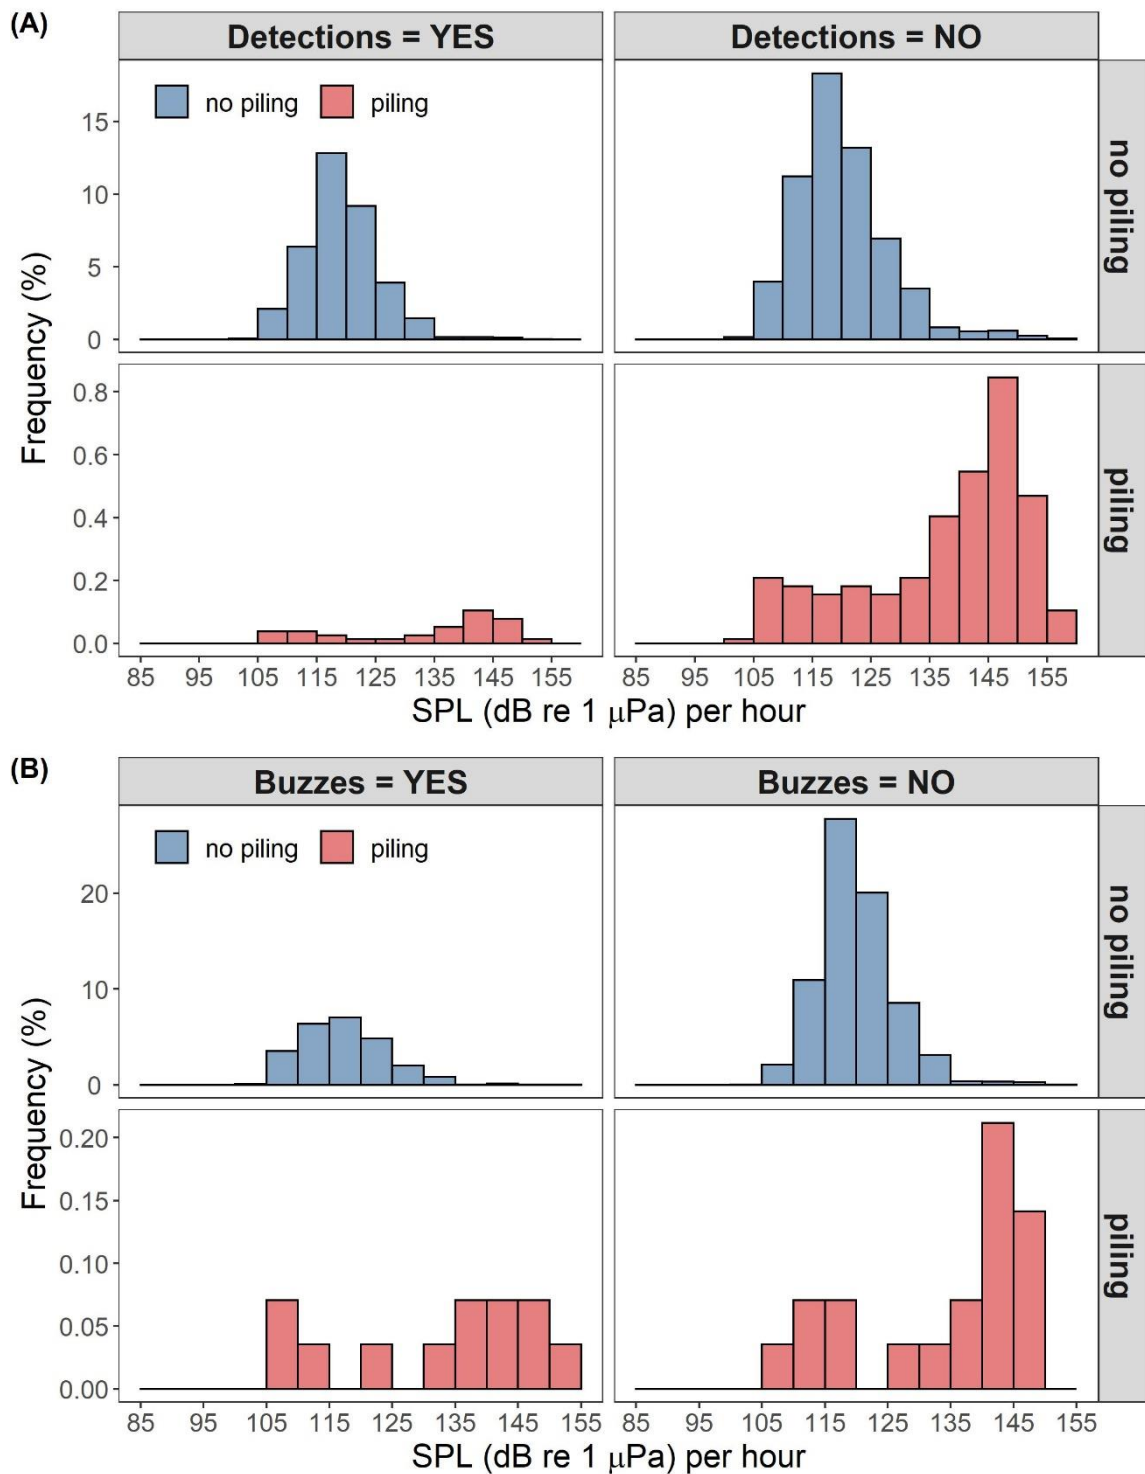 (A)
Detections = YES
Detections = NO
no piling
piling
15
10
5
0
no piling
Frequency (%)
0.8
0.6
0.4
0.2
0.0
piling
85 95 105 115 125 135 145 155
85 95 105 115 125 135 145 155
SPL (dB re 1 μPa) per hour
(B)
Buzzes = YES
Buzzes = NO
no piling
piling
20
10
0
no piling
Frequency (%)
0.20
0.15
0.10
0.05
0.00
piling
85 95 105 115 125 135 145 155
85 95 105 115 125 135 145 155
SPL (dB re 1 μPa) per hour